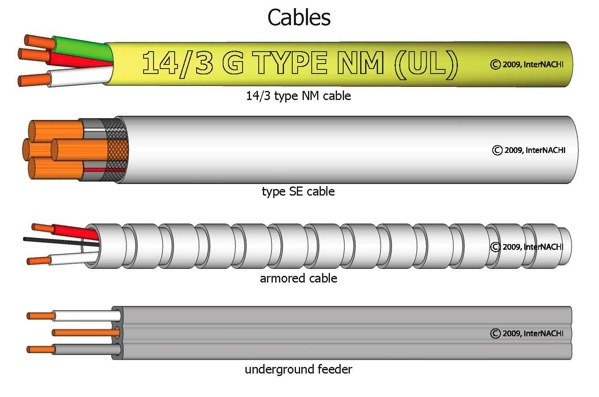 Cables
14/3 G TYPE NM (UL)
© 2009, InterNACHI
14/3 type NM cable
© 2009, InterNACHI
type SE cable
© 2009, InterNACHI
armored cable
© 2009, InterNACHI
underground feeder